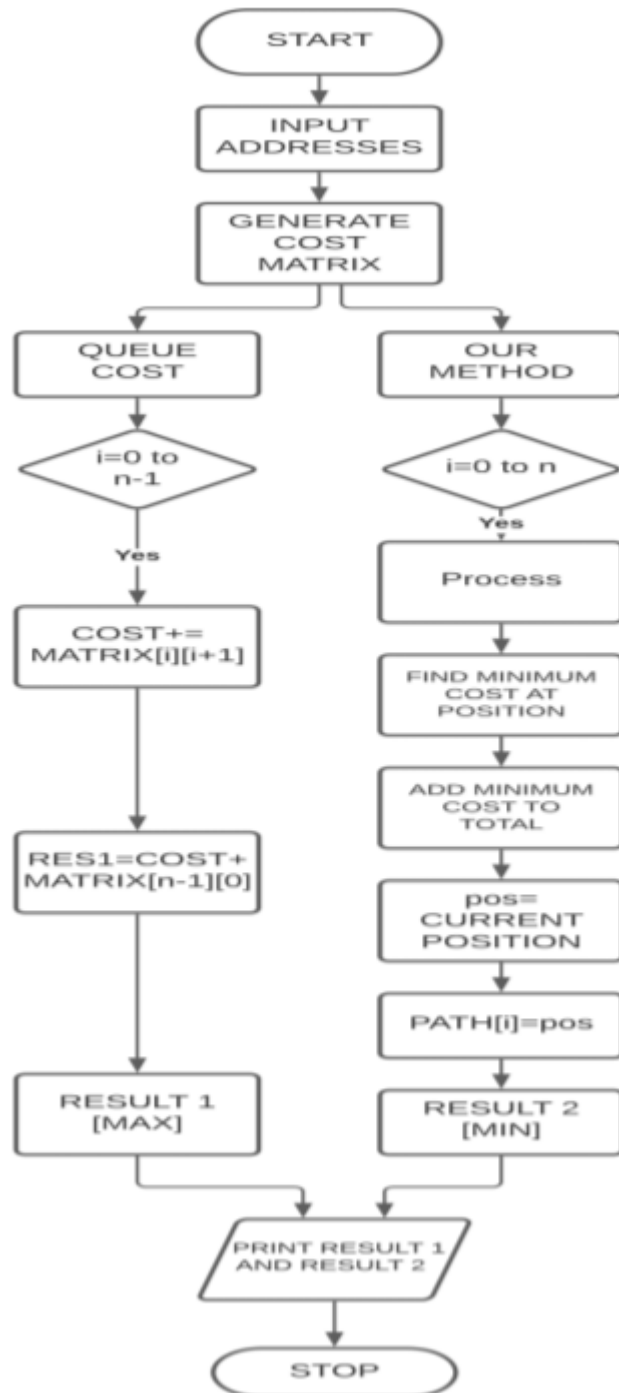 START
INPUT
ADDRESSES
GENERATE
COST
MATRIX
QUEUE
COST
i=0 to
n-1
Yes
COST+=
MATRIX[i][i+1]
RES1=COST+
MATRIX[n-1][0]
RESULT 1
[MAX]
OUR
METHOD
i=0 to n
Yes
Process
FIND MINIMUM
COST AT
POSITION
ADD MINIMUM
COST TO
TOTAL
pos=
CURRENT
POSITION
PATH[i]=pos
RESULT 2
[MIN]
PRINT RESULT 1
AND RESULT 2
STOP